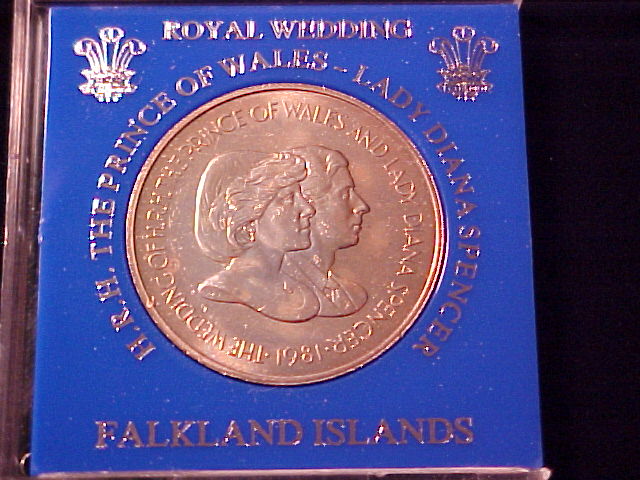 ROYAL WEDDING
H.R.H. THE PRINCE OF WALES - LADY DIANA SPENCER
THE WEDDING OF H.R.H. THE PRINCE OF WALES AND LADY DIANA SPENCER · 1981 ·
FALKLAND ISLANDS